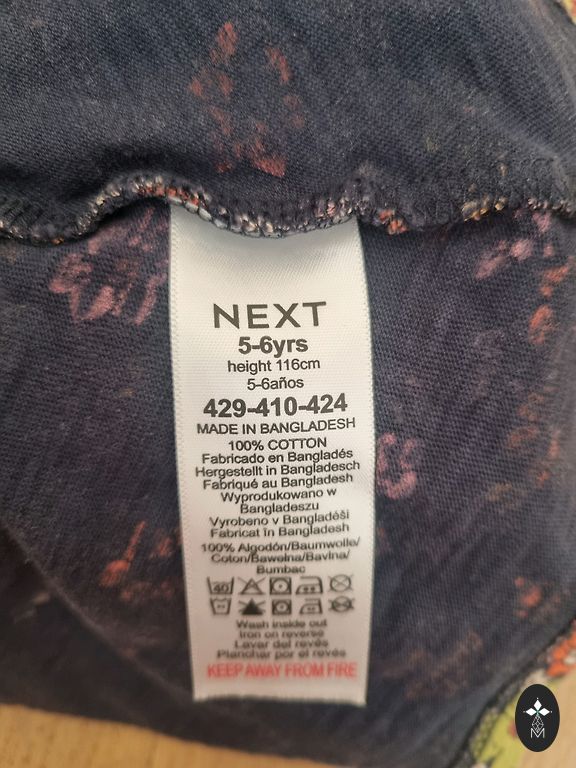 NEXT
5-6yrs
height 116cm
5-6años
429-410-424
MADE IN BANGLADESH
100% COTTON
Fabricado en Bangladés
Hergestellt in Bangladesch
Fabriqué au Bangladesh
Wyprodukowano w
Bangladeszu
Vyrobeno v Bangladéši
Fabricat în Bangladesh
100% Algodón/Baumwolle/
Coton/Bawełna/Bavlna/
Bumbac
40
Wash inside out
Iron on reverse
Lavar del revés
Planchar por el revés
KEEP AWAY FROM FIRE
M